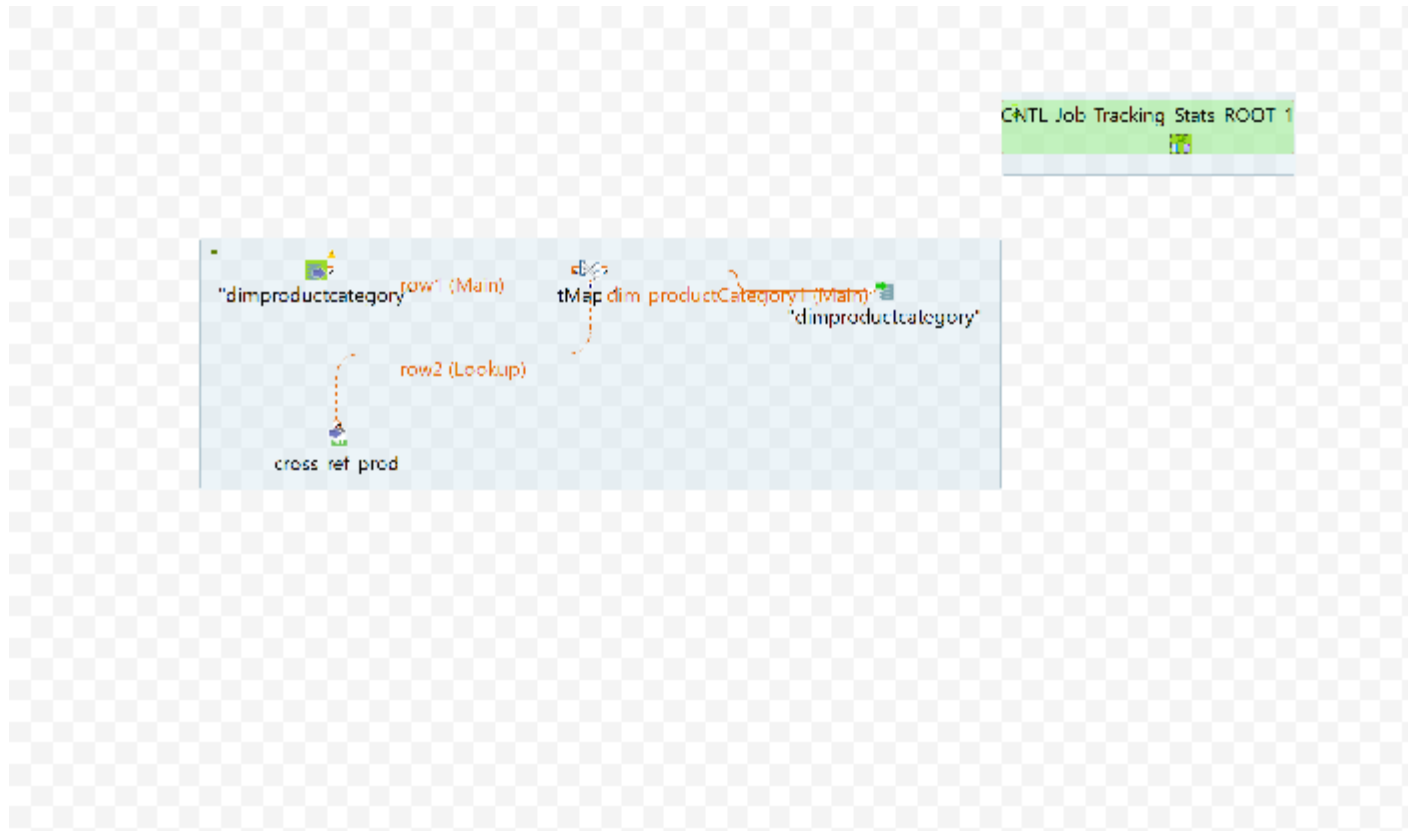 CNTL Job Tracking Stats ROOT 1
"dimproductcategory"
row1 (Main)
tMap
dim productCategory1 (Main)
"dimproductcategory"
row2 (Lookup)
cross ref prod